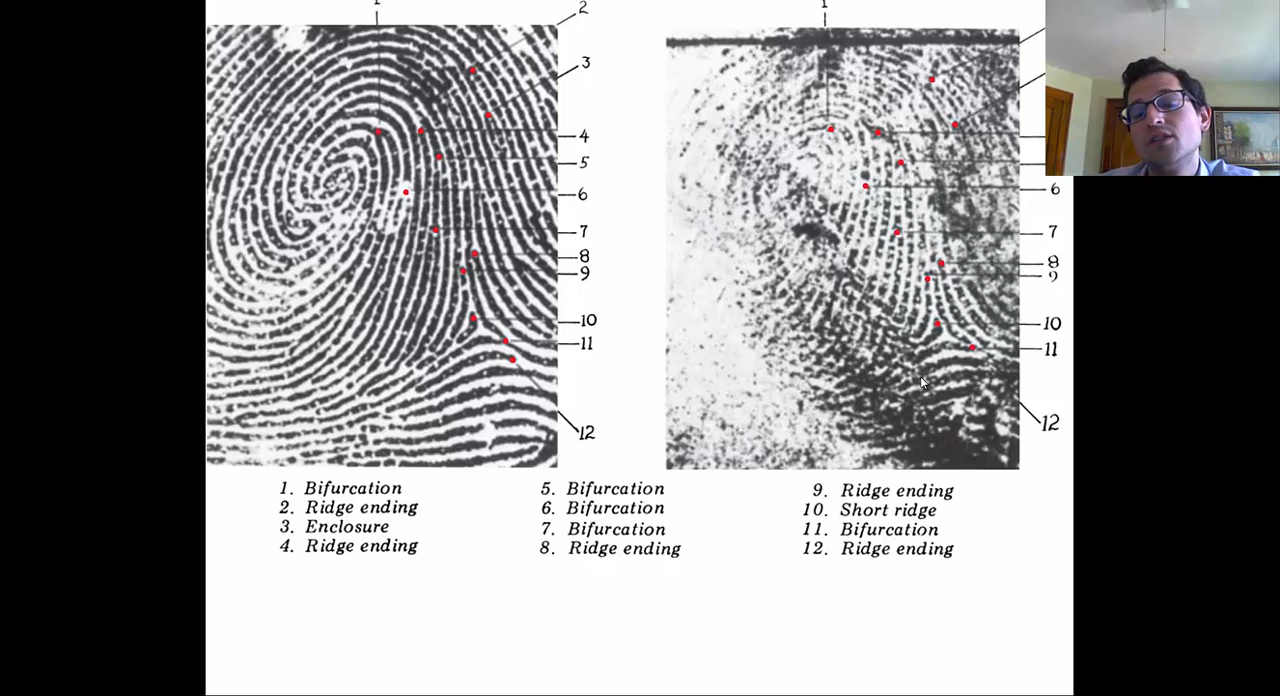 1
2
3
4
5
6
7
8
9
10
11
12
1
6
7
8
9
10
11
12
1. Bifurcation
2. Ridge ending
3. Enclosure
4. Ridge ending
5. Bifurcation
6. Bifurcation
7. Bifurcation
8. Ridge ending
9. Ridge ending
10. Short ridge
11. Bifurcation
12. Ridge ending